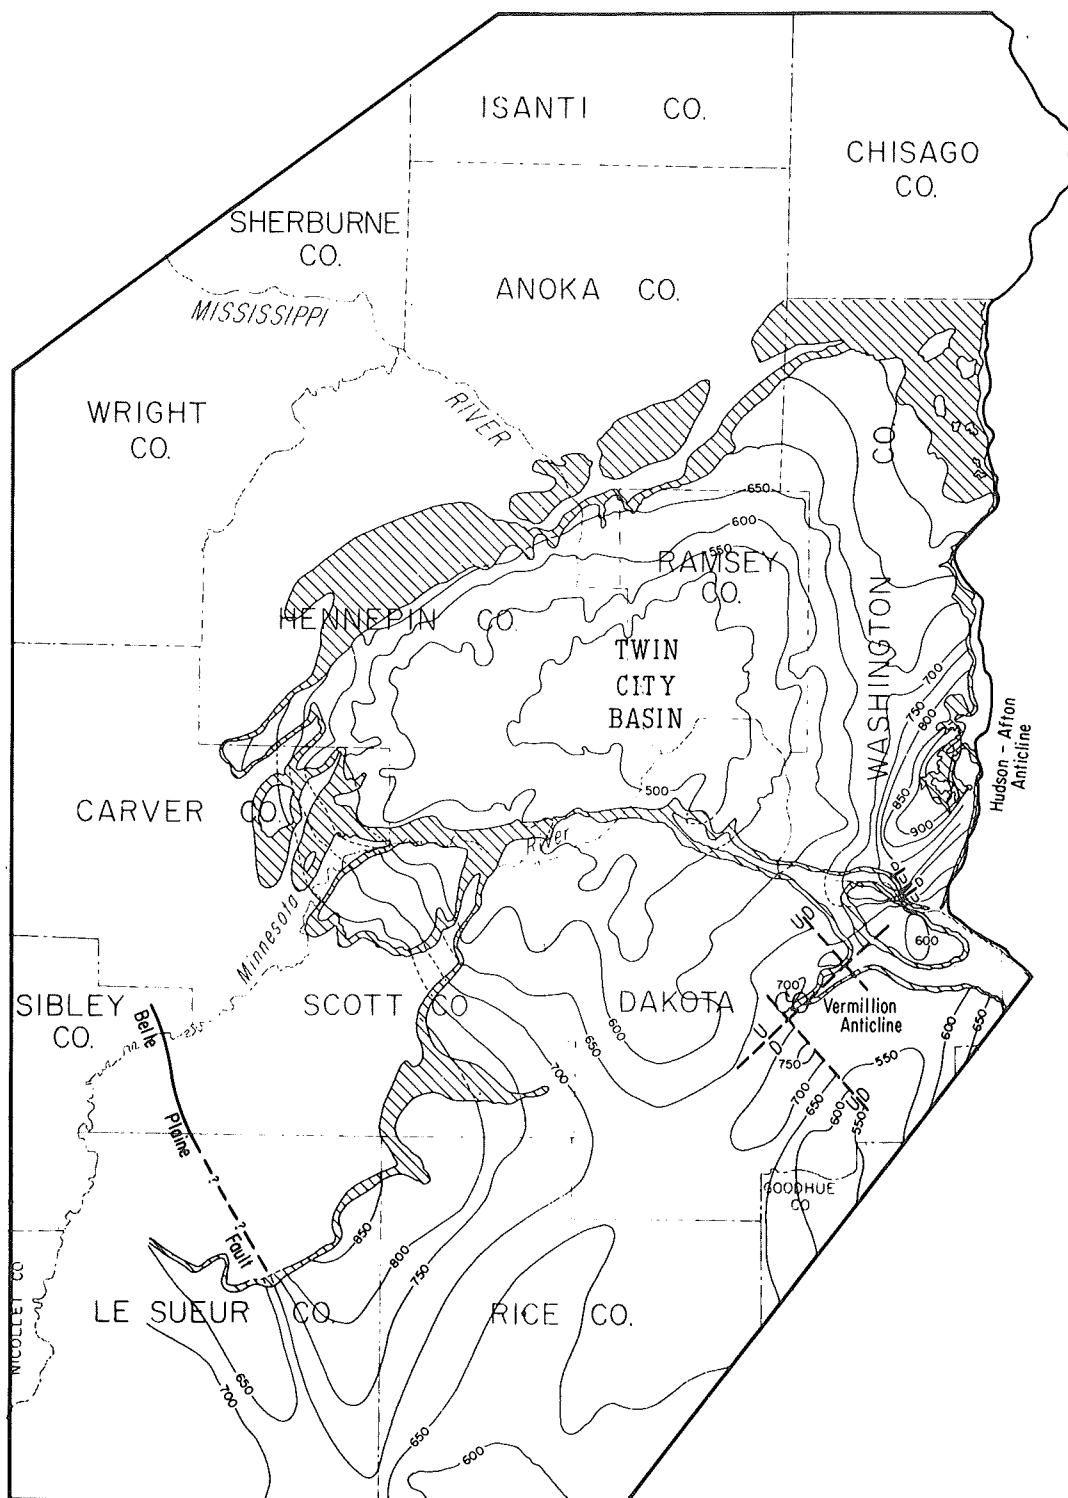 ISANTI CO.
CHISAGO
CO.
SHERBURNE
CO.
ANOKA CO.
MISSISSIPPI
RIVER
WRIGHT
CO.
WASHINGTON CO
650
600
550
RAMSEY
CO.
HENNEPIN CO.
TWIN
CITY
BASIN
700
750
800
850
900
Hudson - Afton
Anticline
500
CARVER CO.
Minnesota
River
D
U
D
U
D
U
U D
600
SIBLEY
CO.
SCOTT CO
DAKOTA
700
Vermillion
Anticline
Belle
Plaine
?
?
Fault
600
650
700
U
D
750
700
650
600
550
U D
550
600
650
GOODHUE
CO
850
800
750
NICOLLET CO
LE SUEUR CO.
RICE CO.
650
700
650
600